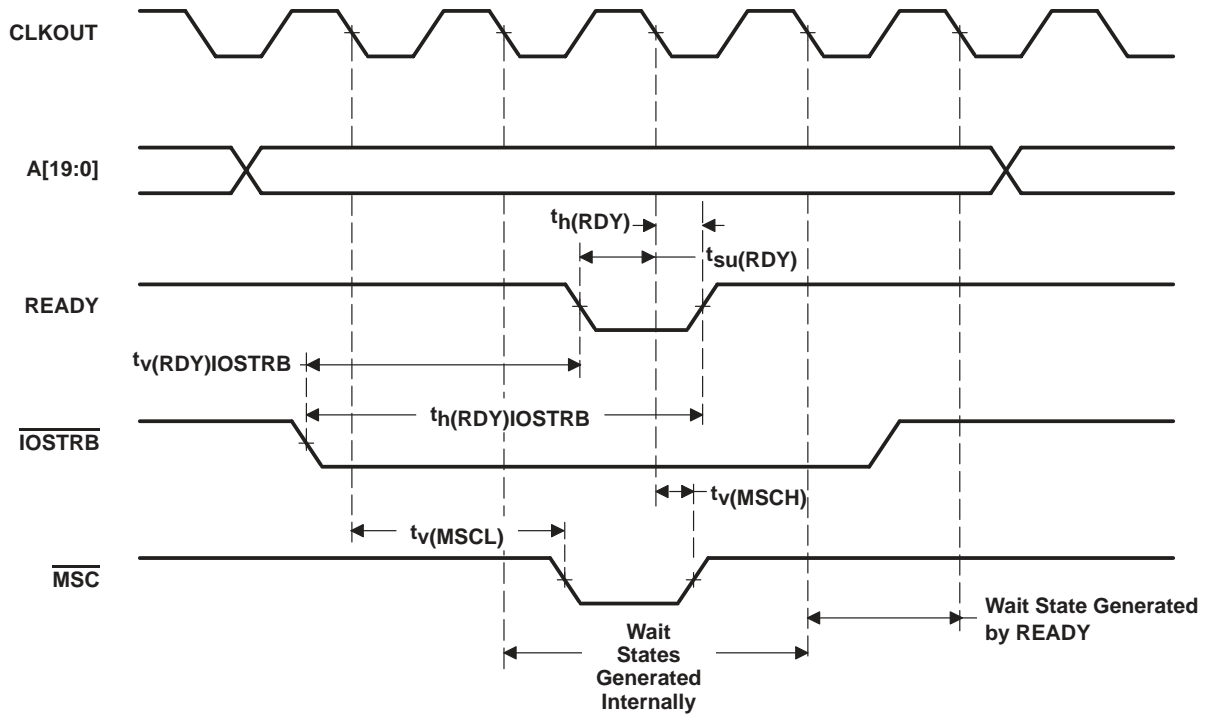 CLKOUT
A[19:0]
th(RDY)
tsu(RDY)
READY
tv(RDY)IOSTRB
th(RDY)IOSTRB
IOSTRB
tv(MSCH)
tv(MSCL)
MSC
Wait
States
Generated
Internally
Wait State Generated
by READY